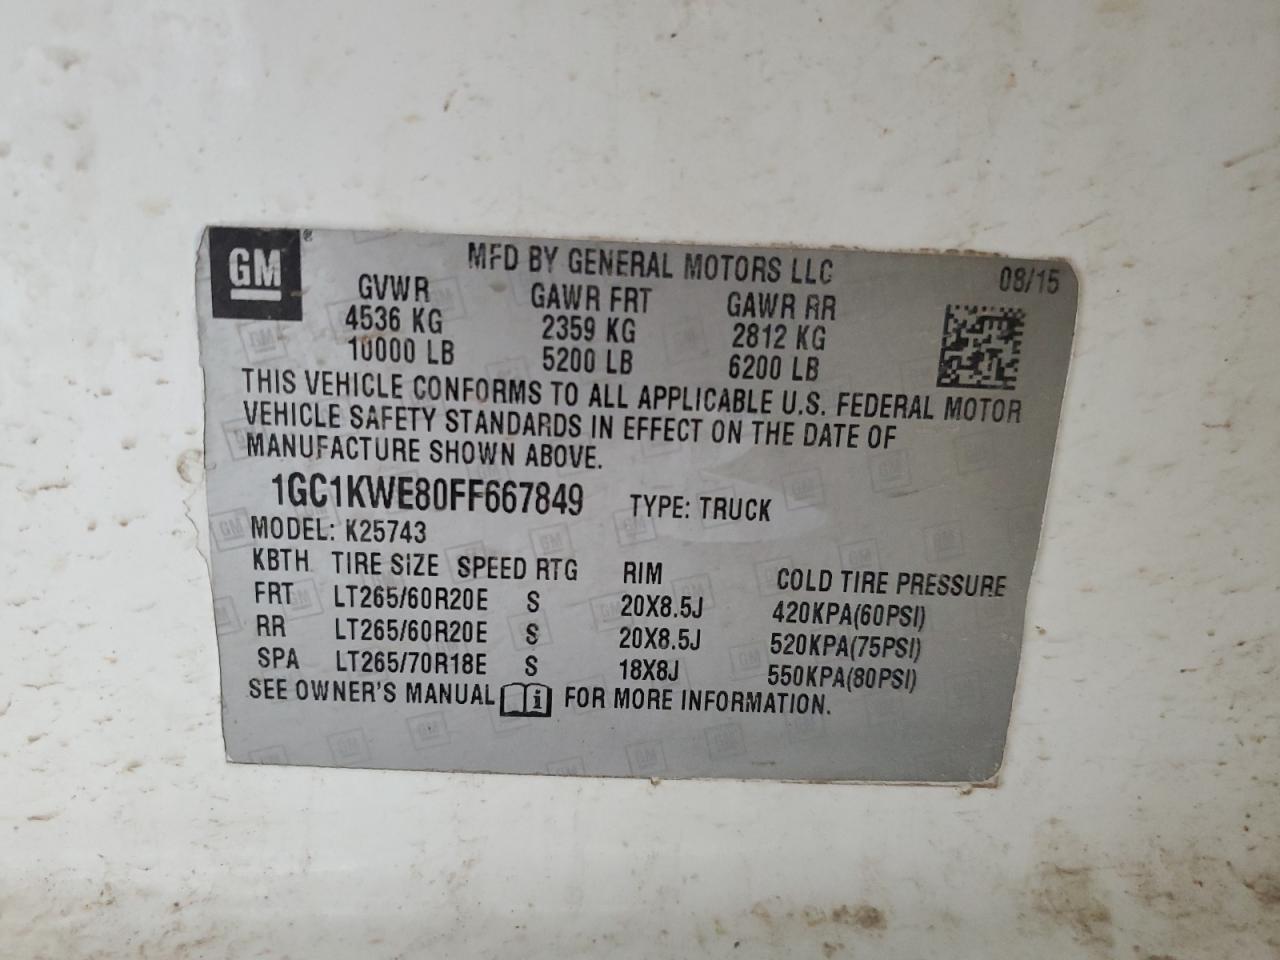 GM®
MFD BY GENERAL MOTORS LLC 08/15
GVWR GAWR FRT GAWR RR
4536 KG 2359 KG 2812 KG
10000 LB 5200 LB 6200 LB
THIS VEHICLE CONFORMS TO ALL APPLICABLE U.S. FEDERAL MOTOR
VEHICLE SAFETY STANDARDS IN EFFECT ON THE DATE OF
MANUFACTURE SHOWN ABOVE.
1GC1KWE80FF667849 TYPE: TRUCK
MODEL: K25743
KBTH TIRE SIZE SPEED RTG RIM COLD TIRE PRESSURE
FRT LT265/60R20E S 20X8.5J 420KPA(60PSI)
RR LT265/60R20E S 20X8.5J 520KPA(75PSI)
SPA LT265/70R18E S 18X8J 550KPA(80PSI)
SEE OWNER'S MANUAL i FOR MORE INFORMATION.